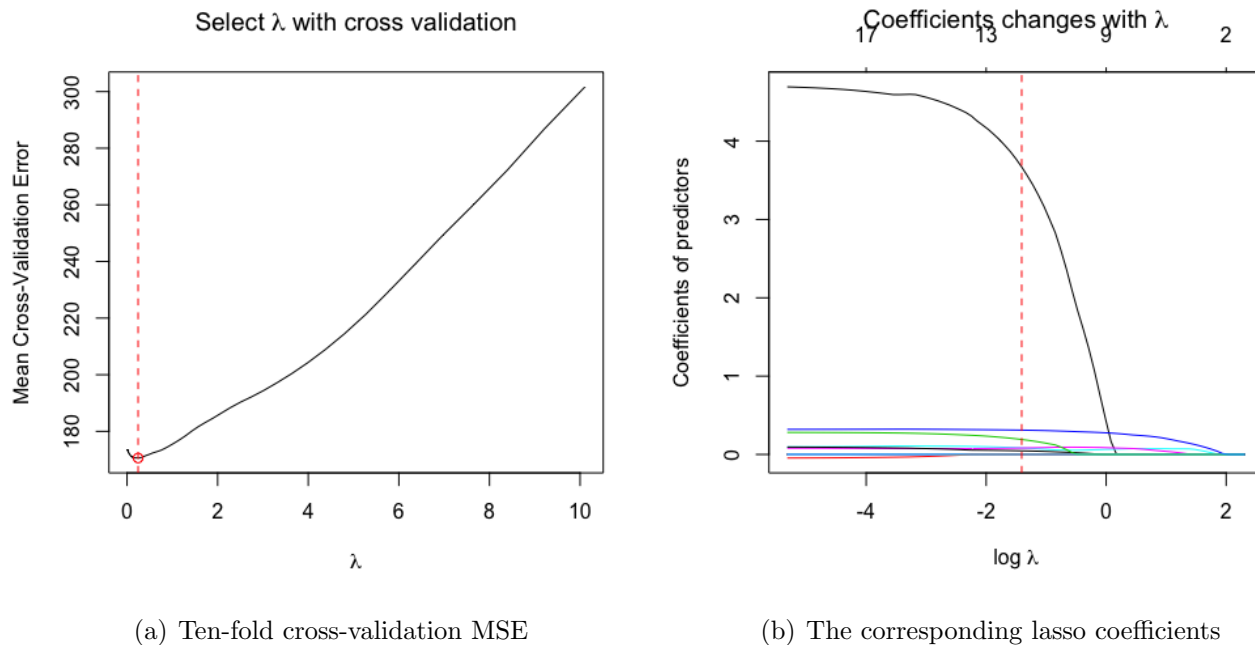 Select λ with cross validation
Mean Cross-Validation Error
300
280
260
240
220
200
180
0 2 4 6 8 10
λ
(a) Ten-fold cross-validation MSE
Coefficients changes with λ
17 13 9 2
Coefficients of predictors
4
3
2
1
0
-4 -2 0 2
log λ
(b) The corresponding lasso coefficients